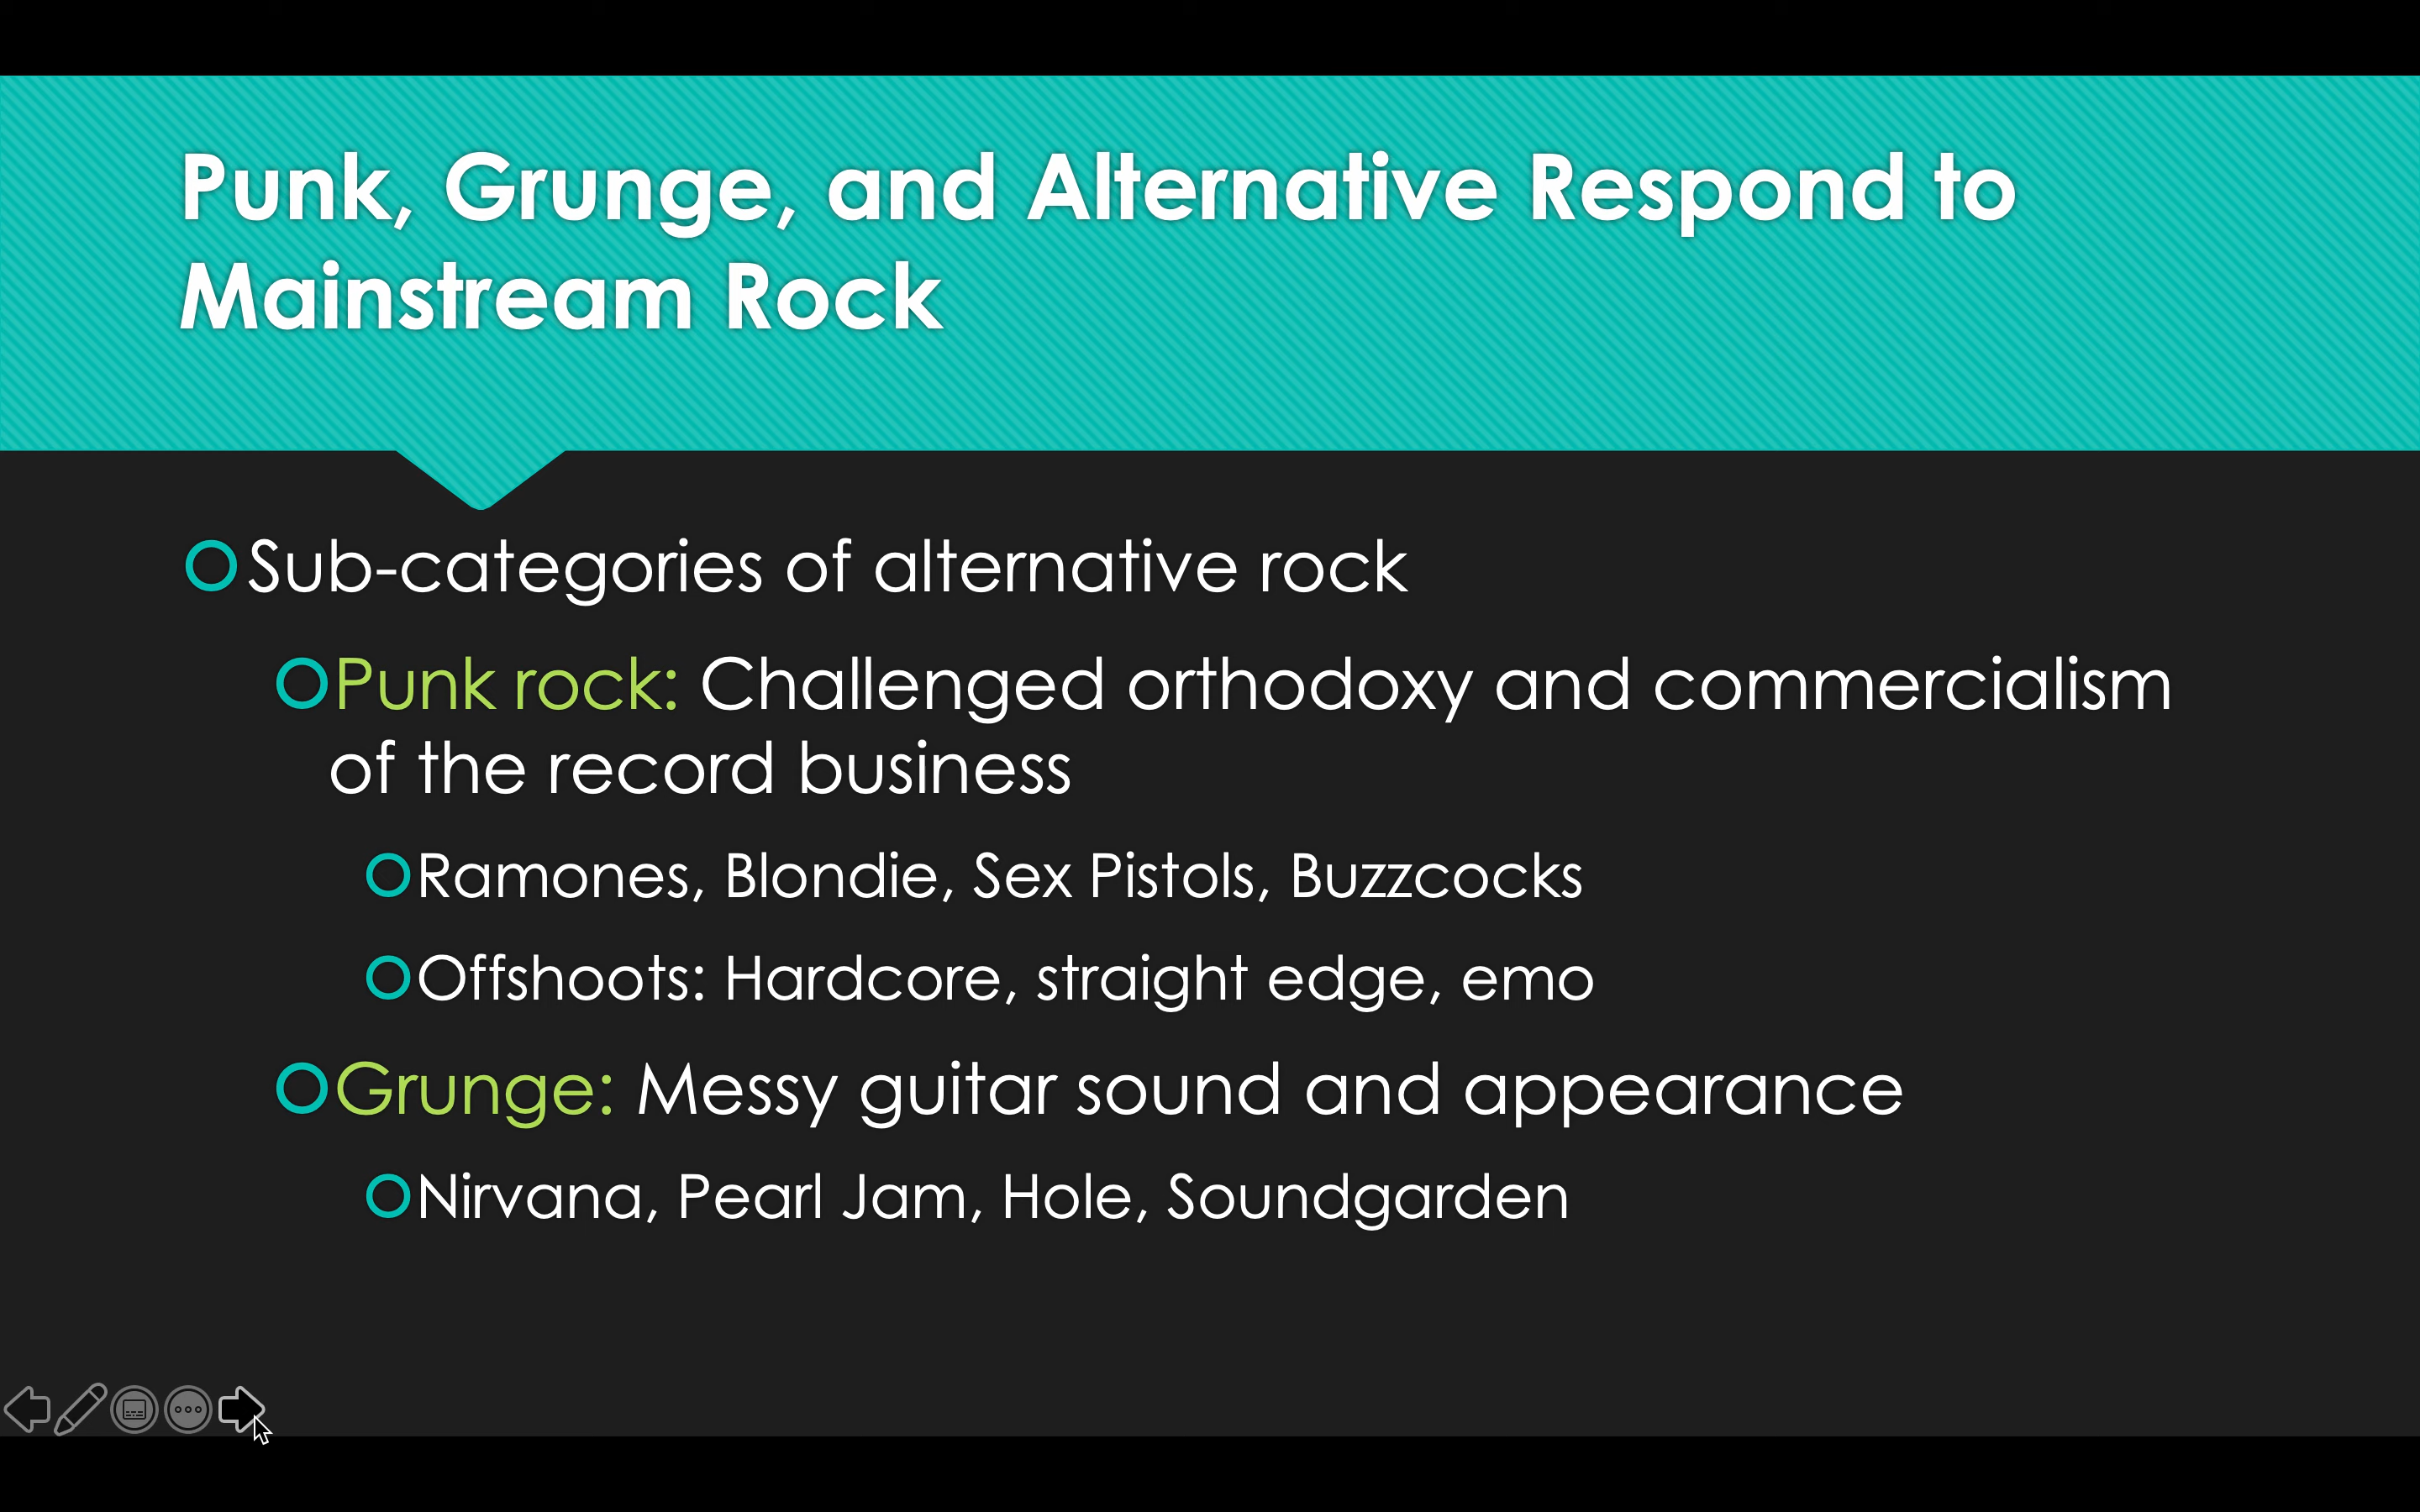 Punk, Grunge, and Alternative Respond to
Mainstream Rock
Sub-categories of alternative rock
Punk rock: Challenged orthodoxy and commercialism
of the record business
Ramones, Blondie, Sex Pistols, Buzzcocks
Offshoots: Hardcore, straight edge, emo
Grunge: Messy guitar sound and appearance
Nirvana, Pearl Jam, Hole, Soundgarden